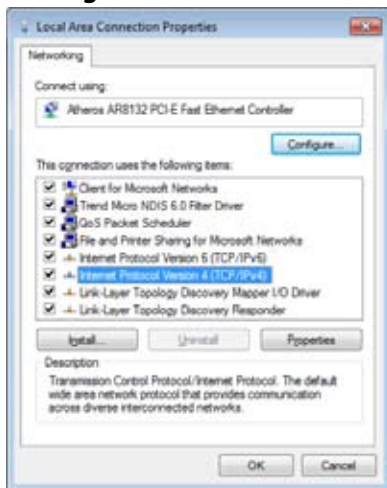 Local Area Connection Properties
Networking
Connect using:
Atheros AR8132 PCI-E Fast Ethernet Controller
Configure...
This connection uses the following items:
Client for Microsoft Networks
Trend Micro NDIS 6.0 Filter Driver
QoS Packet Scheduler
File and Printer Sharing for Microsoft Networks
Internet Protocol Version 6 (TCP/IPv6)
Internet Protocol Version 4 (TCP/IPv4)
Link-Layer Topology Discovery Mapper I/O Driver
Link-Layer Topology Discovery Responder
Install...
Uninstall
Properties
Description
Transmission Control Protocol/Internet Protocol. The default
wide area network protocol that provides communication
across diverse interconnected networks.
OK
Cancel